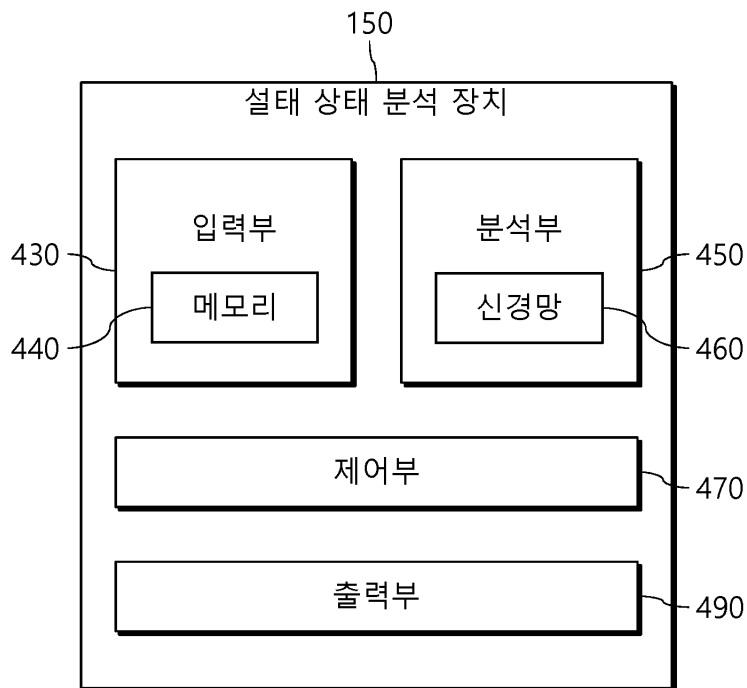 150
설태 상태 분석 장치
입력부
분석부
430
450
메모리
신경망
440
460
제어부
470
출력부
490